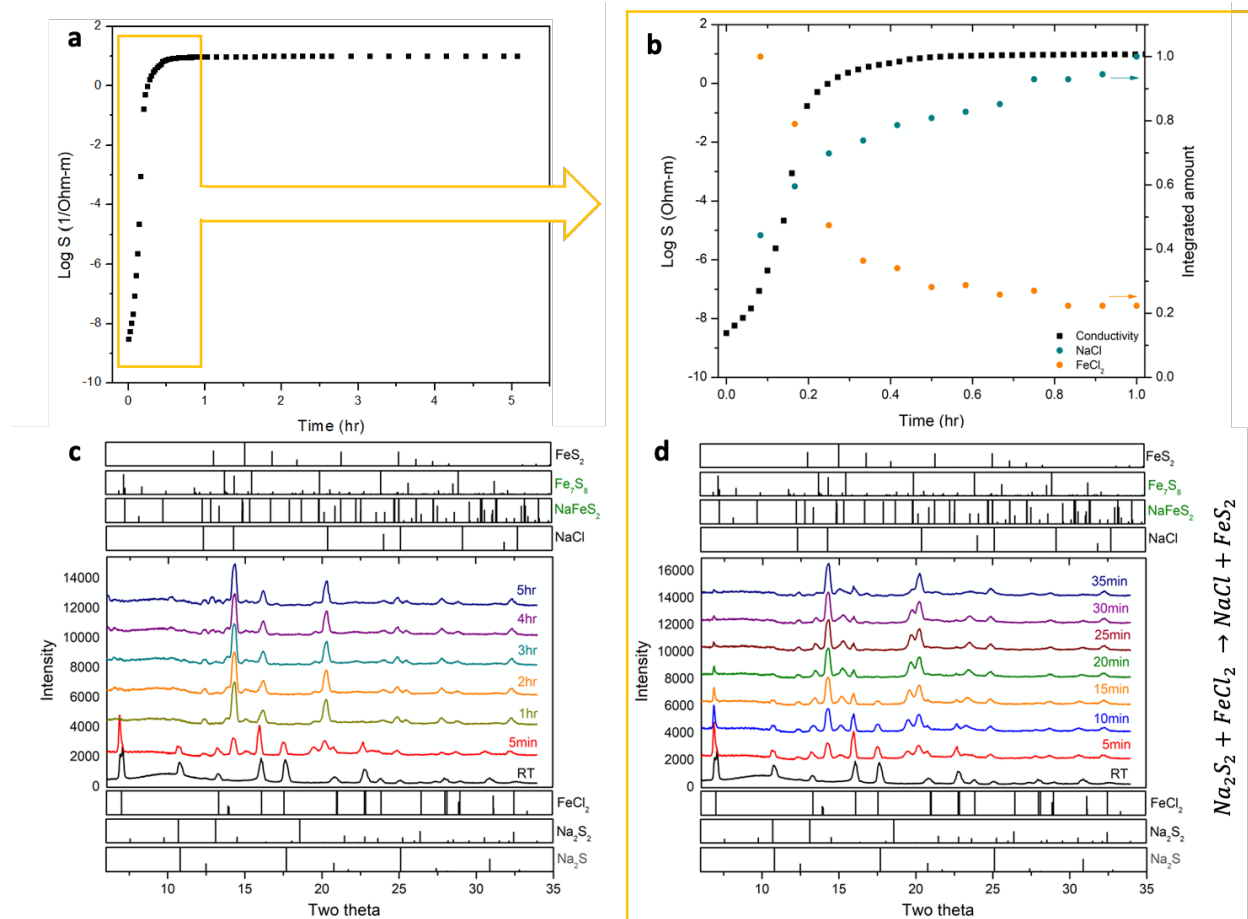 a
2
0
-2
-4
-6
-8
-10
Log S (1/Ohm-m)
0 1 2 3 4 5
Time (hr)
b
2
0
-2
-4
-6
-8
-10
Log S (Ohm-m)
1.0
0.8
0.6
0.4
0.2
0.0
Integrated amount
Conductivity
NaCl
FeCl₂
0.0 0.2 0.4 0.6 0.8 1.0
Time (hr)
c
FeS₂
Fe₇S₈
NaFeS₂
NaCl
14000
12000
10000
8000
6000
4000
2000
0
Intensity
5hr
4hr
3hr
2hr
1hr
5min
RT
FeCl₂
Na₂S₂
Na₂S
10 15 20 25 30 35
Two theta
d
FeS₂
Fe₇S₈
NaFeS₂
NaCl
16000
14000
12000
10000
8000
6000
4000
2000
0
Intensity
35min
30min
25min
20min
15min
10min
5min
RT
FeCl₂
Na₂S₂
Na₂S
10 15 20 25 30 35
Two theta
Na₂S₂ + FeCl₂ → NaCl + FeS₂